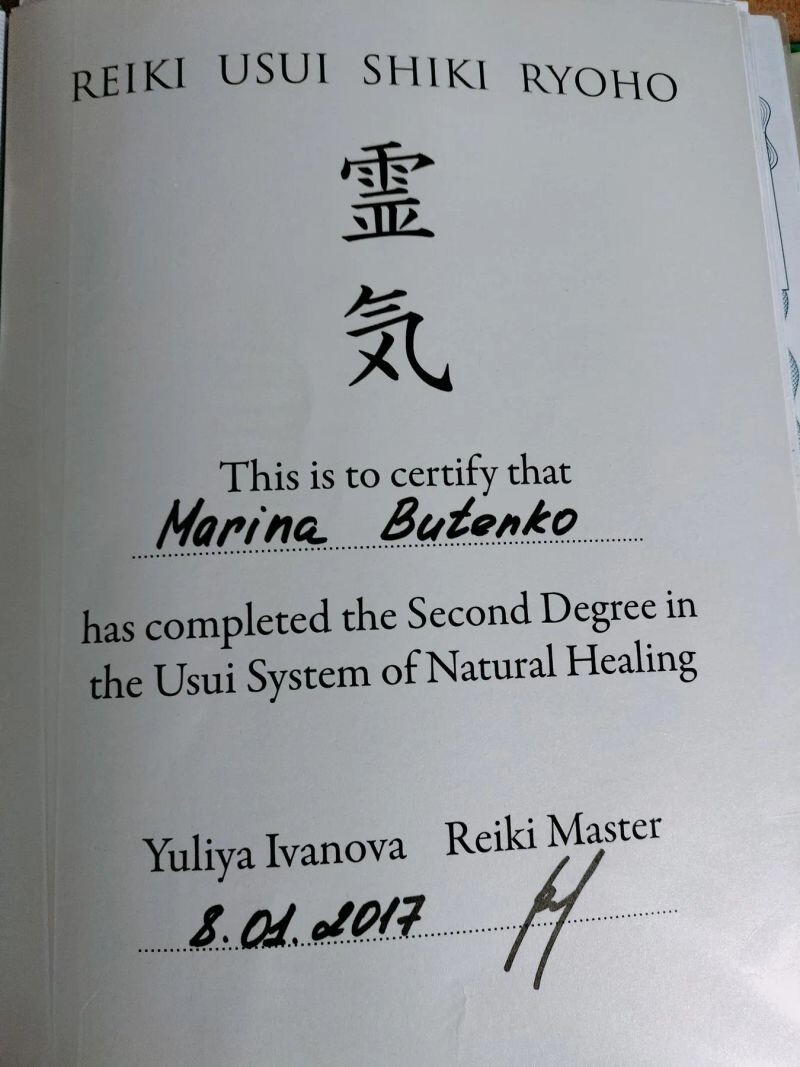 REIKI USUI SHIKI RYOHO
霊
気
This is to certify that
Marina Butenko
has completed the Second Degree in
the Usui System of Natural Healing
Yuliya Ivanova Reiki Master
8.01.2017